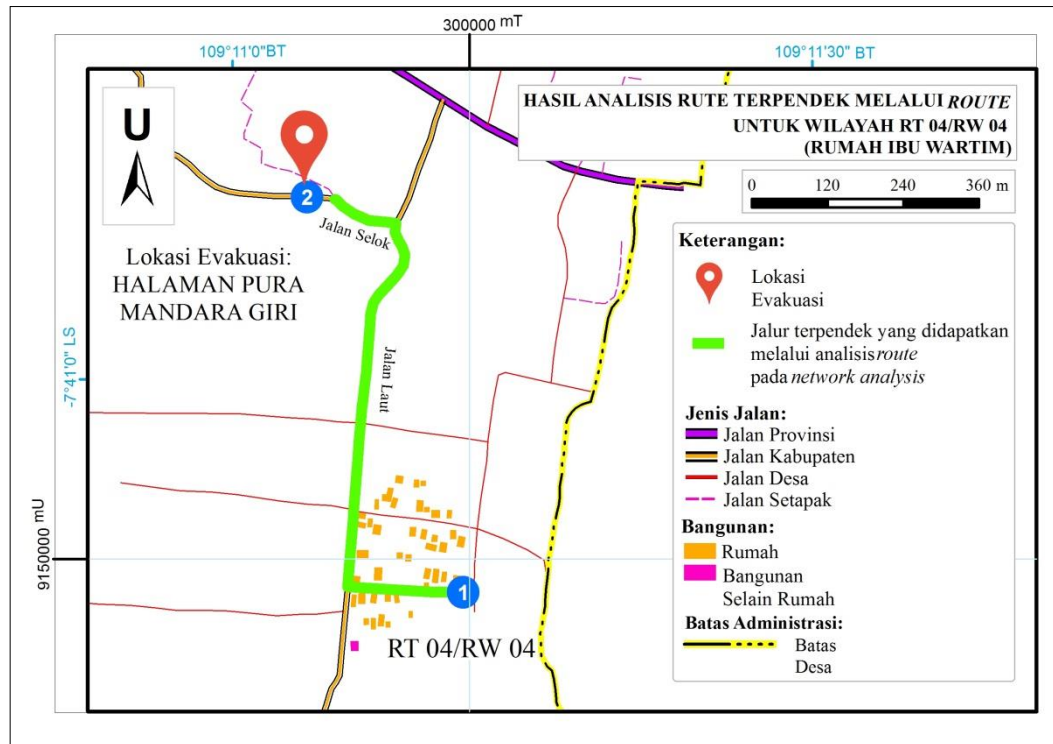 300000 mT
109°11'0"BT
109°11'30" BT
U
HASIL ANALISIS RUTE TERPENDEK MELALUI ROUTE
UNTUK WILAYAH RT 04/RW 04
(RUMAH IBU WARTIM)
0 120 240 360 m
2
Jalan Selok
Lokasi Evakuasi:
HALAMAN PURA
MANDARA GIRI
Jalan Laut
-7°41'0" LS
9150000 mU
1
RT 04/RW 04
Keterangan:
Lokasi
Evakuasi
Jalur terpendek yang didapatkan
melalui analisis route
pada network analysis
Jenis Jalan:
Jalan Provinsi
Jalan Kabupaten
Jalan Desa
Jalan Setapak
Bangunan:
Rumah
Bangunan
Selain Rumah
Batas Administrasi:
Batas
Desa